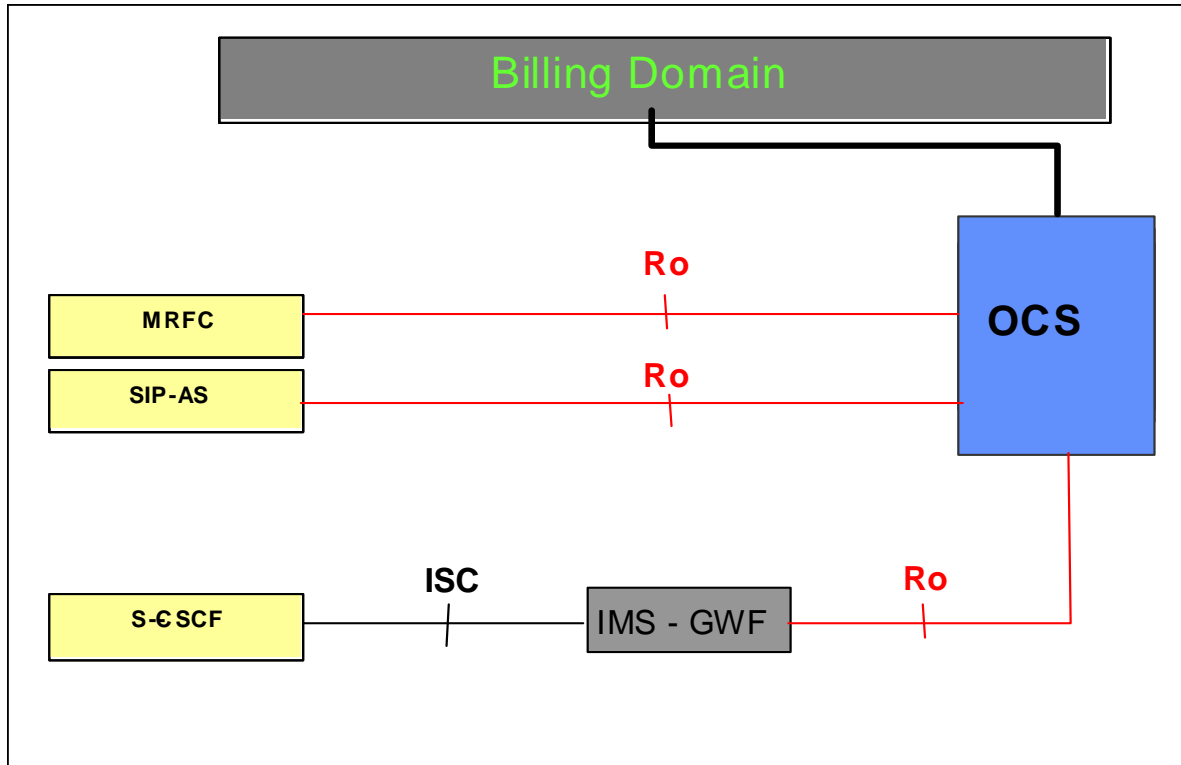 Billing Domain
Ro
MRFC
OCS
Ro
SIP-AS
ISC
Ro
S-CSCF
IMS - GWF